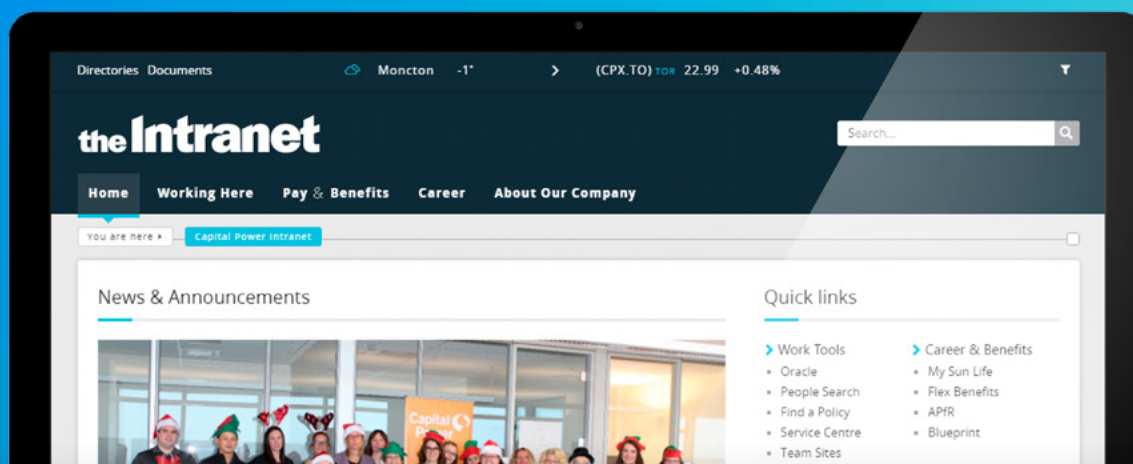 Directories Documents
Moncton -1°
(CPX.TO) TOR 22.99 +0.48%
the Intranet
Search...
Home Working Here Pay & Benefits Career About Our Company
You are here
Capital Power Intranet
News & Announcements
Quick links
Work Tools
Oracle
People Search
Find a Policy
Service Centre
Team Sites
Career & Benefits
My Sun Life
Flex Benefits
APfR
Blueprint
Capital
Power